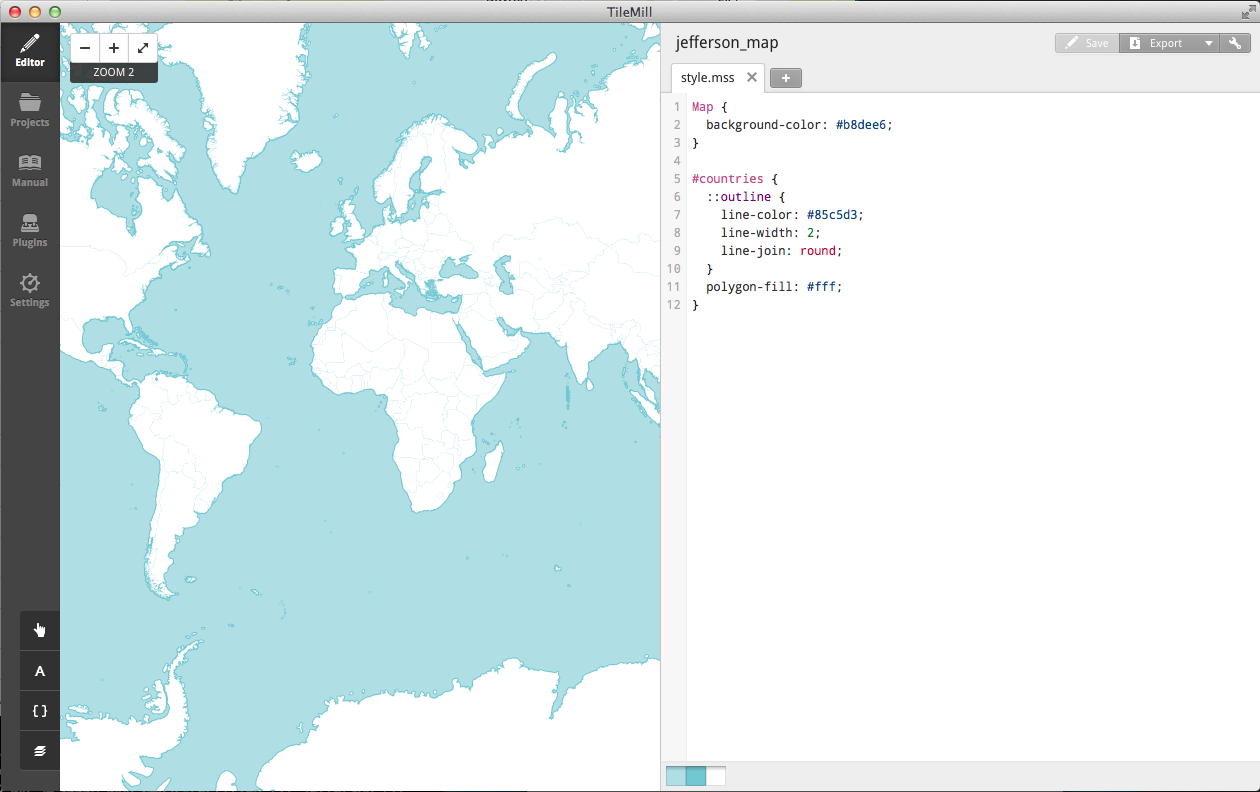 TileMill
Editor
Projects
Manual
Plugins
Settings
ZOOM 2
A
{ }
jefferson_map
Save
Export
style.mss
1 Map {
2   background-color: #b8dee6;
3 }
4
5 #countries {
6   ::outline {
7     line-color: #85c5d3;
8     line-width: 2;
9     line-join: round;
10   }
11   polygon-fill: #fff;
12 }